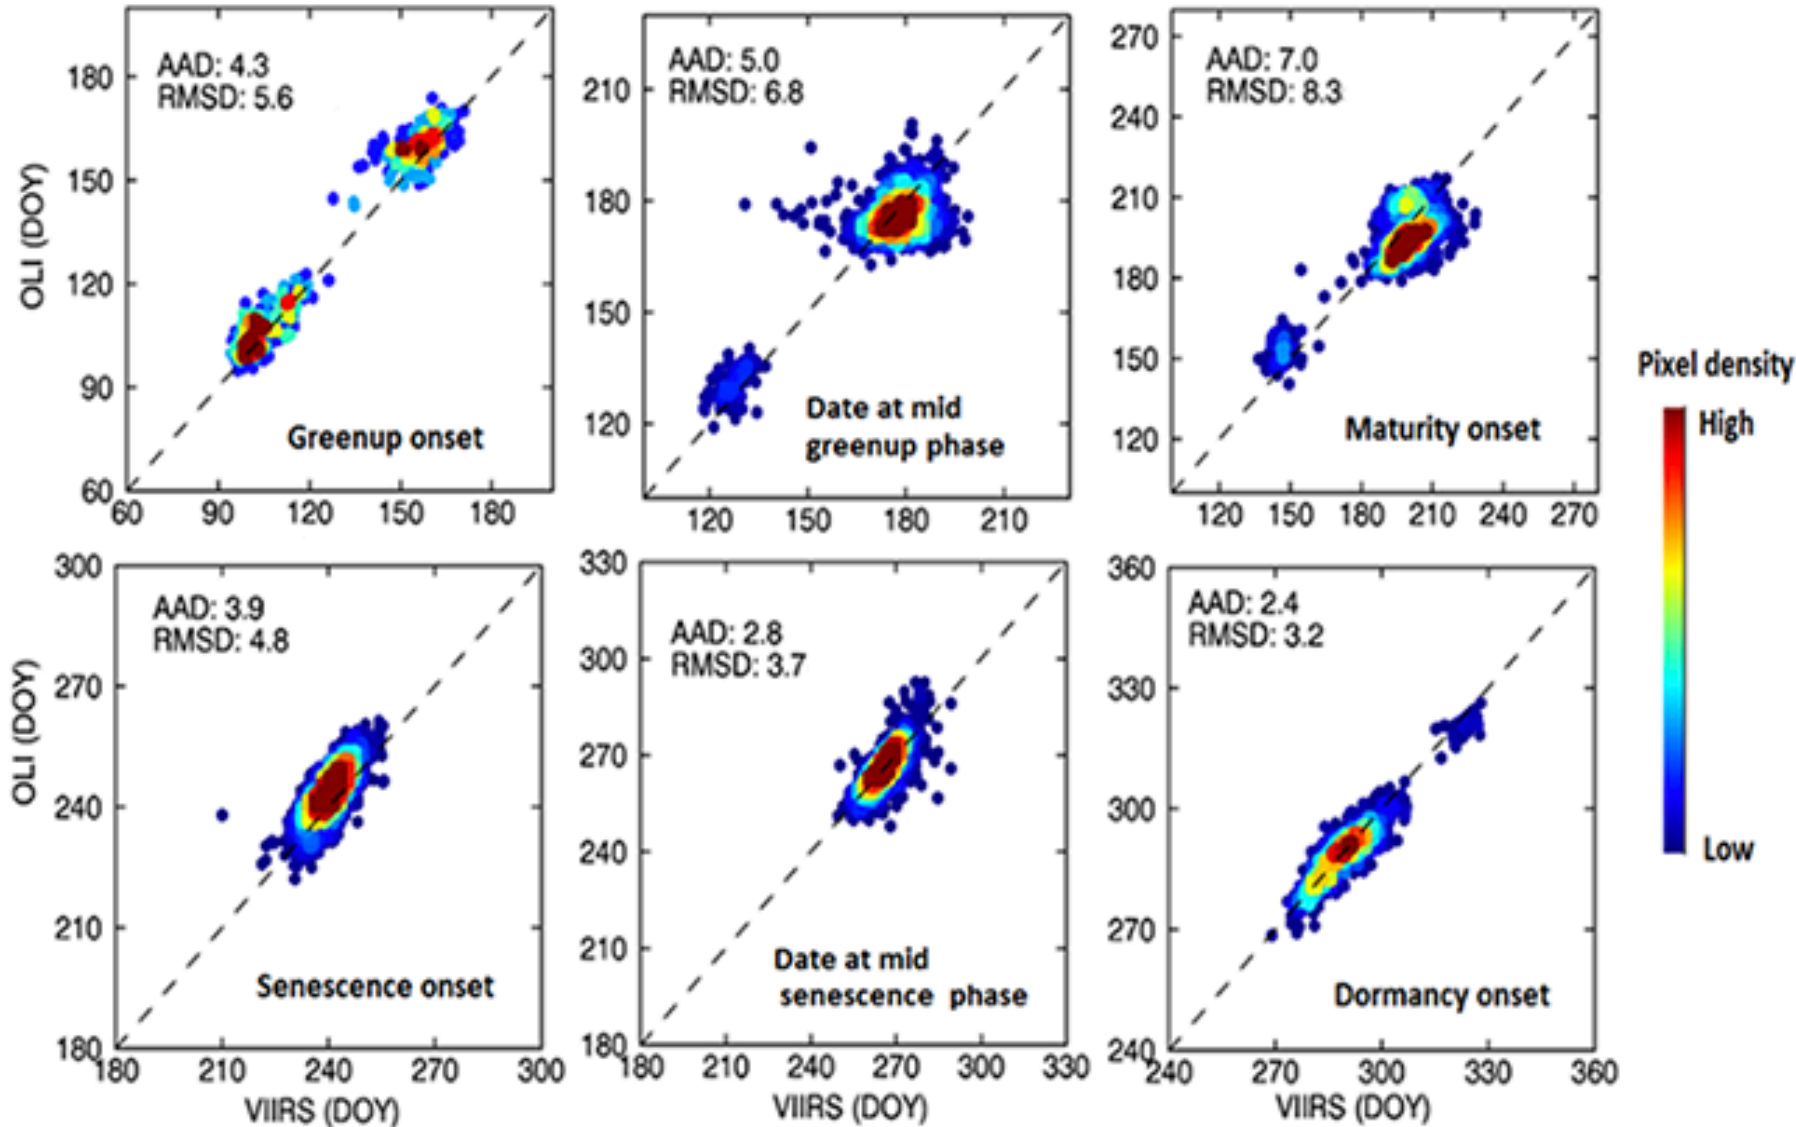 AAD: 4.3
RMSD: 5.6
Greenup onset
OLI (DOY)
180
150
120
90
60
60 90 120 150 180
AAD: 5.0
RMSD: 6.8
Date at mid
greenup phase
210
180
150
120
120 150 180 210
AAD: 7.0
RMSD: 8.3
Maturity onset
270
240
210
180
150
120
120 150 180 210 240 270
Pixel density
High
Low
AAD: 3.9
RMSD: 4.8
Senescence onset
OLI (DOY)
300
270
240
210
180
180 210 240 270 300
VIIRS (DOY)
AAD: 2.8
RMSD: 3.7
Date at mid
senescence phase
330
300
270
240
210
180
180 210 240 270 300 330
VIIRS (DOY)
AAD: 2.4
RMSD: 3.2
Dormancy onset
360
330
300
270
240
240 270 300 330 360
VIIRS (DOY)